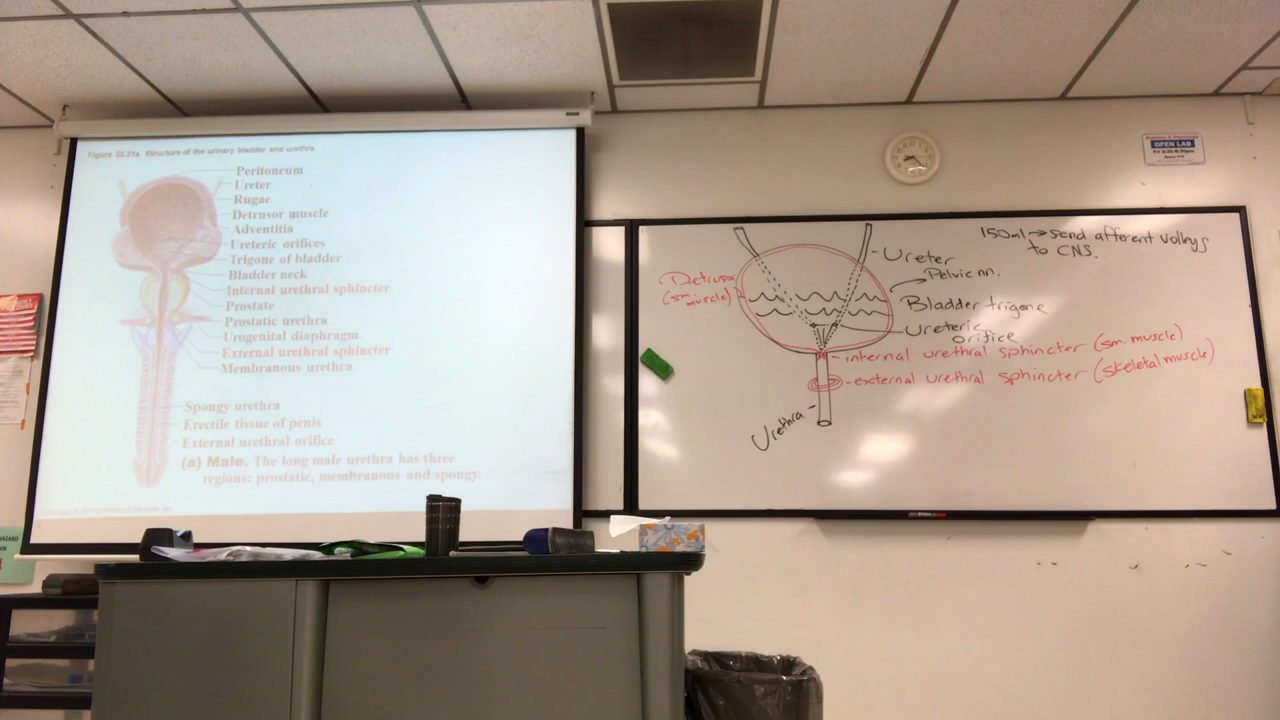 Figure 25.21a Structure of the urinary bladder and urethra.
Peritoneum
Ureter
Rugae
Detrusor muscle
Adventitia
Ureteric orifices
Trigone of bladder
Bladder neck
Internal urethral sphincter
Prostate
Prostatic urethra
Urogenital diaphragm
External urethral sphincter
Membranous urethra
Spongy urethra
Erectile tissue of penis
External urethral orifice
(a) Male. The long male urethra has three
regions: prostatic, membranous and spongy.
150ml → send afferent volleys
to CNS.
Ureter
Pelvic nn.
Detrusor
(sm. muscle)
Bladder trigone
Ureteric
orifice
internal urethral sphincter (sm. muscle)
external urethral sphincter (skeletal muscle)
Urethra
OPEN LAB